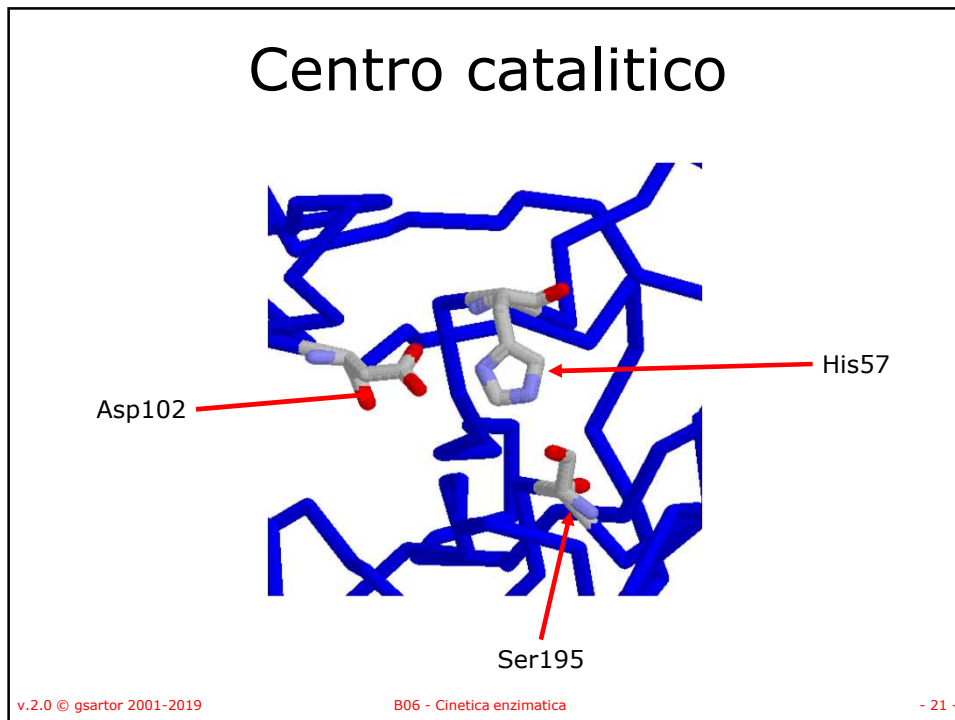 Centro catalitico
His57
Asp102
Ser195
v.2.0 © gsartor 2001-2019 B06 - Cinetica enzimatica - 21 -